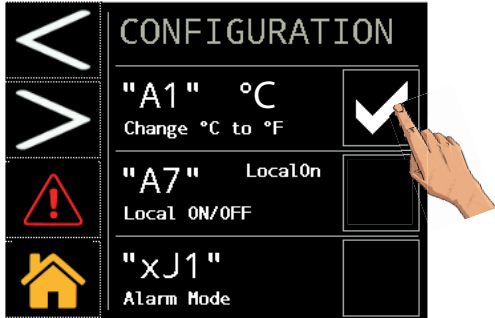 CONFIGURATION
"A1" °C
Change °C to °F
"A7" LocalOn
Local ON/OFF
"xJ1"
Alarm Mode